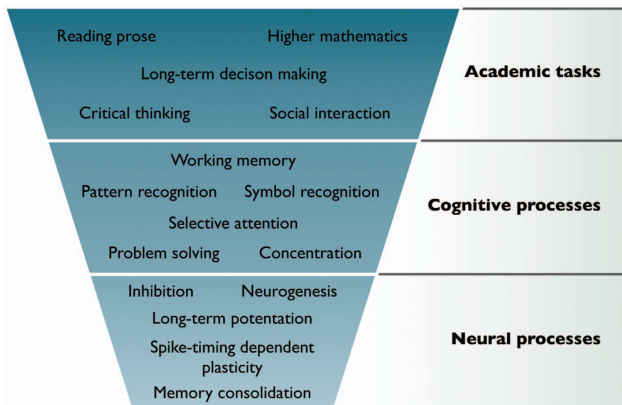 Reading prose
Higher mathematics
Long-term decison making
Critical thinking
Social interaction
Academic tasks
Working memory
Pattern recognition
Symbol recognition
Selective attention
Problem solving
Concentration
Cognitive processes
Inhibition
Neurogenesis
Long-term potentation
Spike-timing dependent
plasticity
Memory consolidation
Neural processes